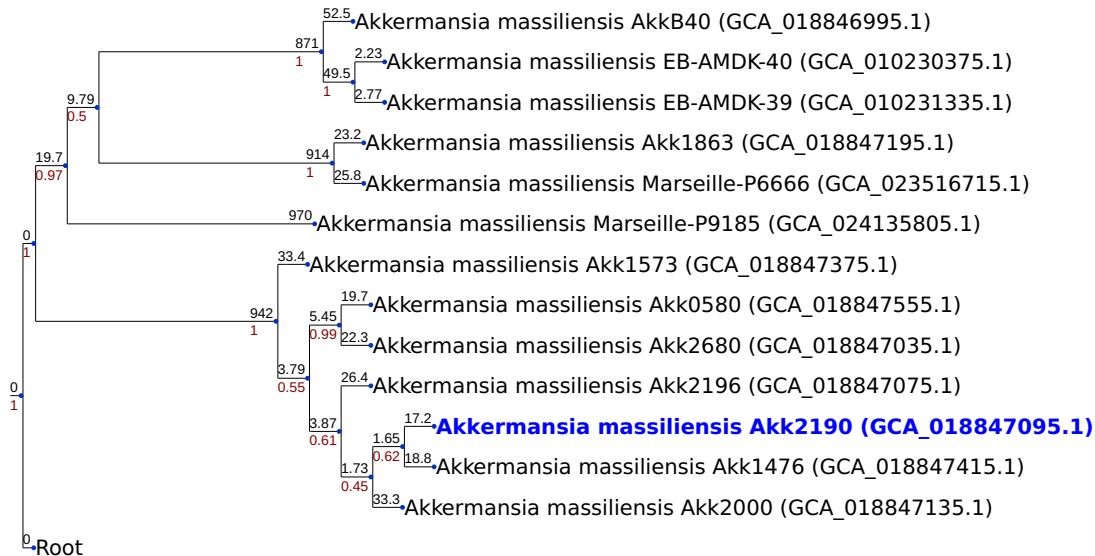 52.5 Akkermansia massiliensis AkkB40 (GCA_018846995.1)
871
1
2.23 Akkermansia massiliensis EB-AMDK-40 (GCA_010230375.1)
49.5
1
2.77 Akkermansia massiliensis EB-AMDK-39 (GCA_010231335.1)
9.79
0.5
23.2 Akkermansia massiliensis Akk1863 (GCA_018847195.1)
914
1
25.8 Akkermansia massiliensis Marseille-P6666 (GCA_023516715.1)
19.7
0.97
970 Akkermansia massiliensis Marseille-P9185 (GCA_024135805.1)
0
1
33.4 Akkermansia massiliensis Akk1573 (GCA_018847375.1)
942
1
19.7 Akkermansia massiliensis Akk0580 (GCA_018847555.1)
5.45
0.99
22.3 Akkermansia massiliensis Akk2680 (GCA_018847035.1)
3.79
0.55
26.4 Akkermansia massiliensis Akk2196 (GCA_018847075.1)
0
1
3.87
0.61
17.2 Akkermansia massiliensis Akk2190 (GCA_018847095.1)
1.65
0.62
18.8 Akkermansia massiliensis Akk1476 (GCA_018847415.1)
1.73
0.45
33.3 Akkermansia massiliensis Akk2000 (GCA_018847135.1)
0 Root